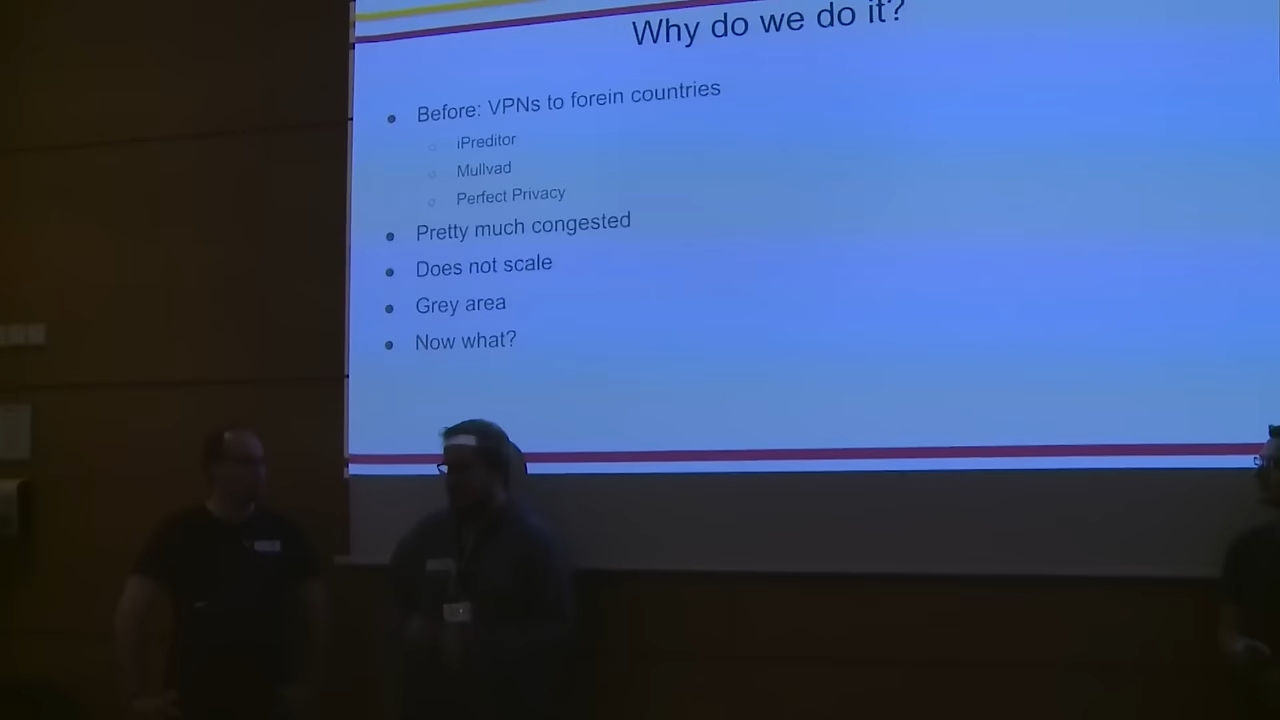 Why do we do it?
Before: VPNs to forein countries
iPreditor
Mullvad
Perfect Privacy
Pretty much congested
Does not scale
Grey area
Now what?